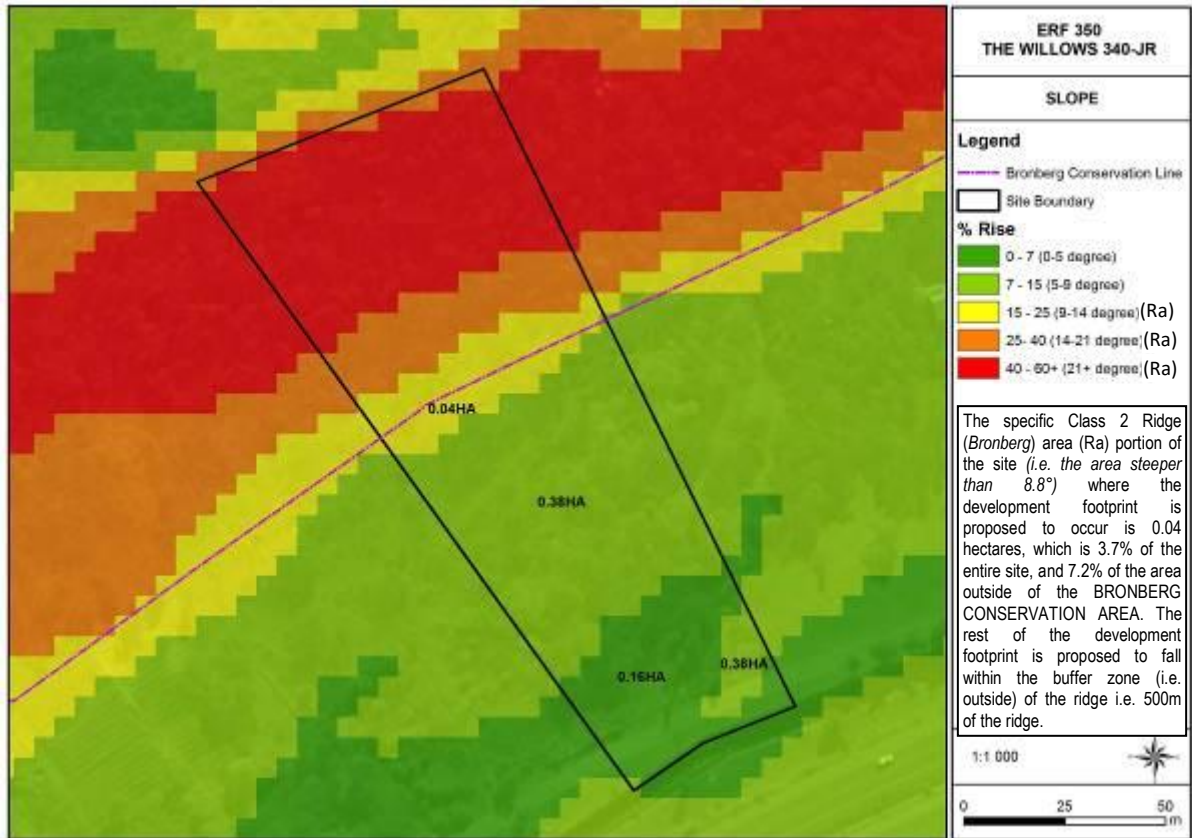 0.04HA
0.38HA
0.16HA
0.38HA
ERF 350
THE WILLOWS 340-JR
SLOPE
Legend
Bronberg Conservation Line
Site Boundary
% Rise
0 - 7 (0-5 degree)
7 - 15 (5-9 degree)
15 - 25 (9-14 degree)(Ra)
25- 40 (14-21 degree)(Ra)
40 - 60+ (21+ degree)(Ra)
The specific Class 2 Ridge
(Bronberg) area (Ra) portion of
the site (i.e. the area steeper
than 8.8°) where the
development footprint is
proposed to occur is 0.04
hectares, which is 3.7% of the
entire site, and 7.2% of the area
outside of the BRONBERG
CONSERVATION AREA. The
rest of the development
footprint is proposed to fall
within the buffer zone (i.e.
outside) of the ridge i.e. 500m
of the ridge.
1:1 000
0 25 50
m